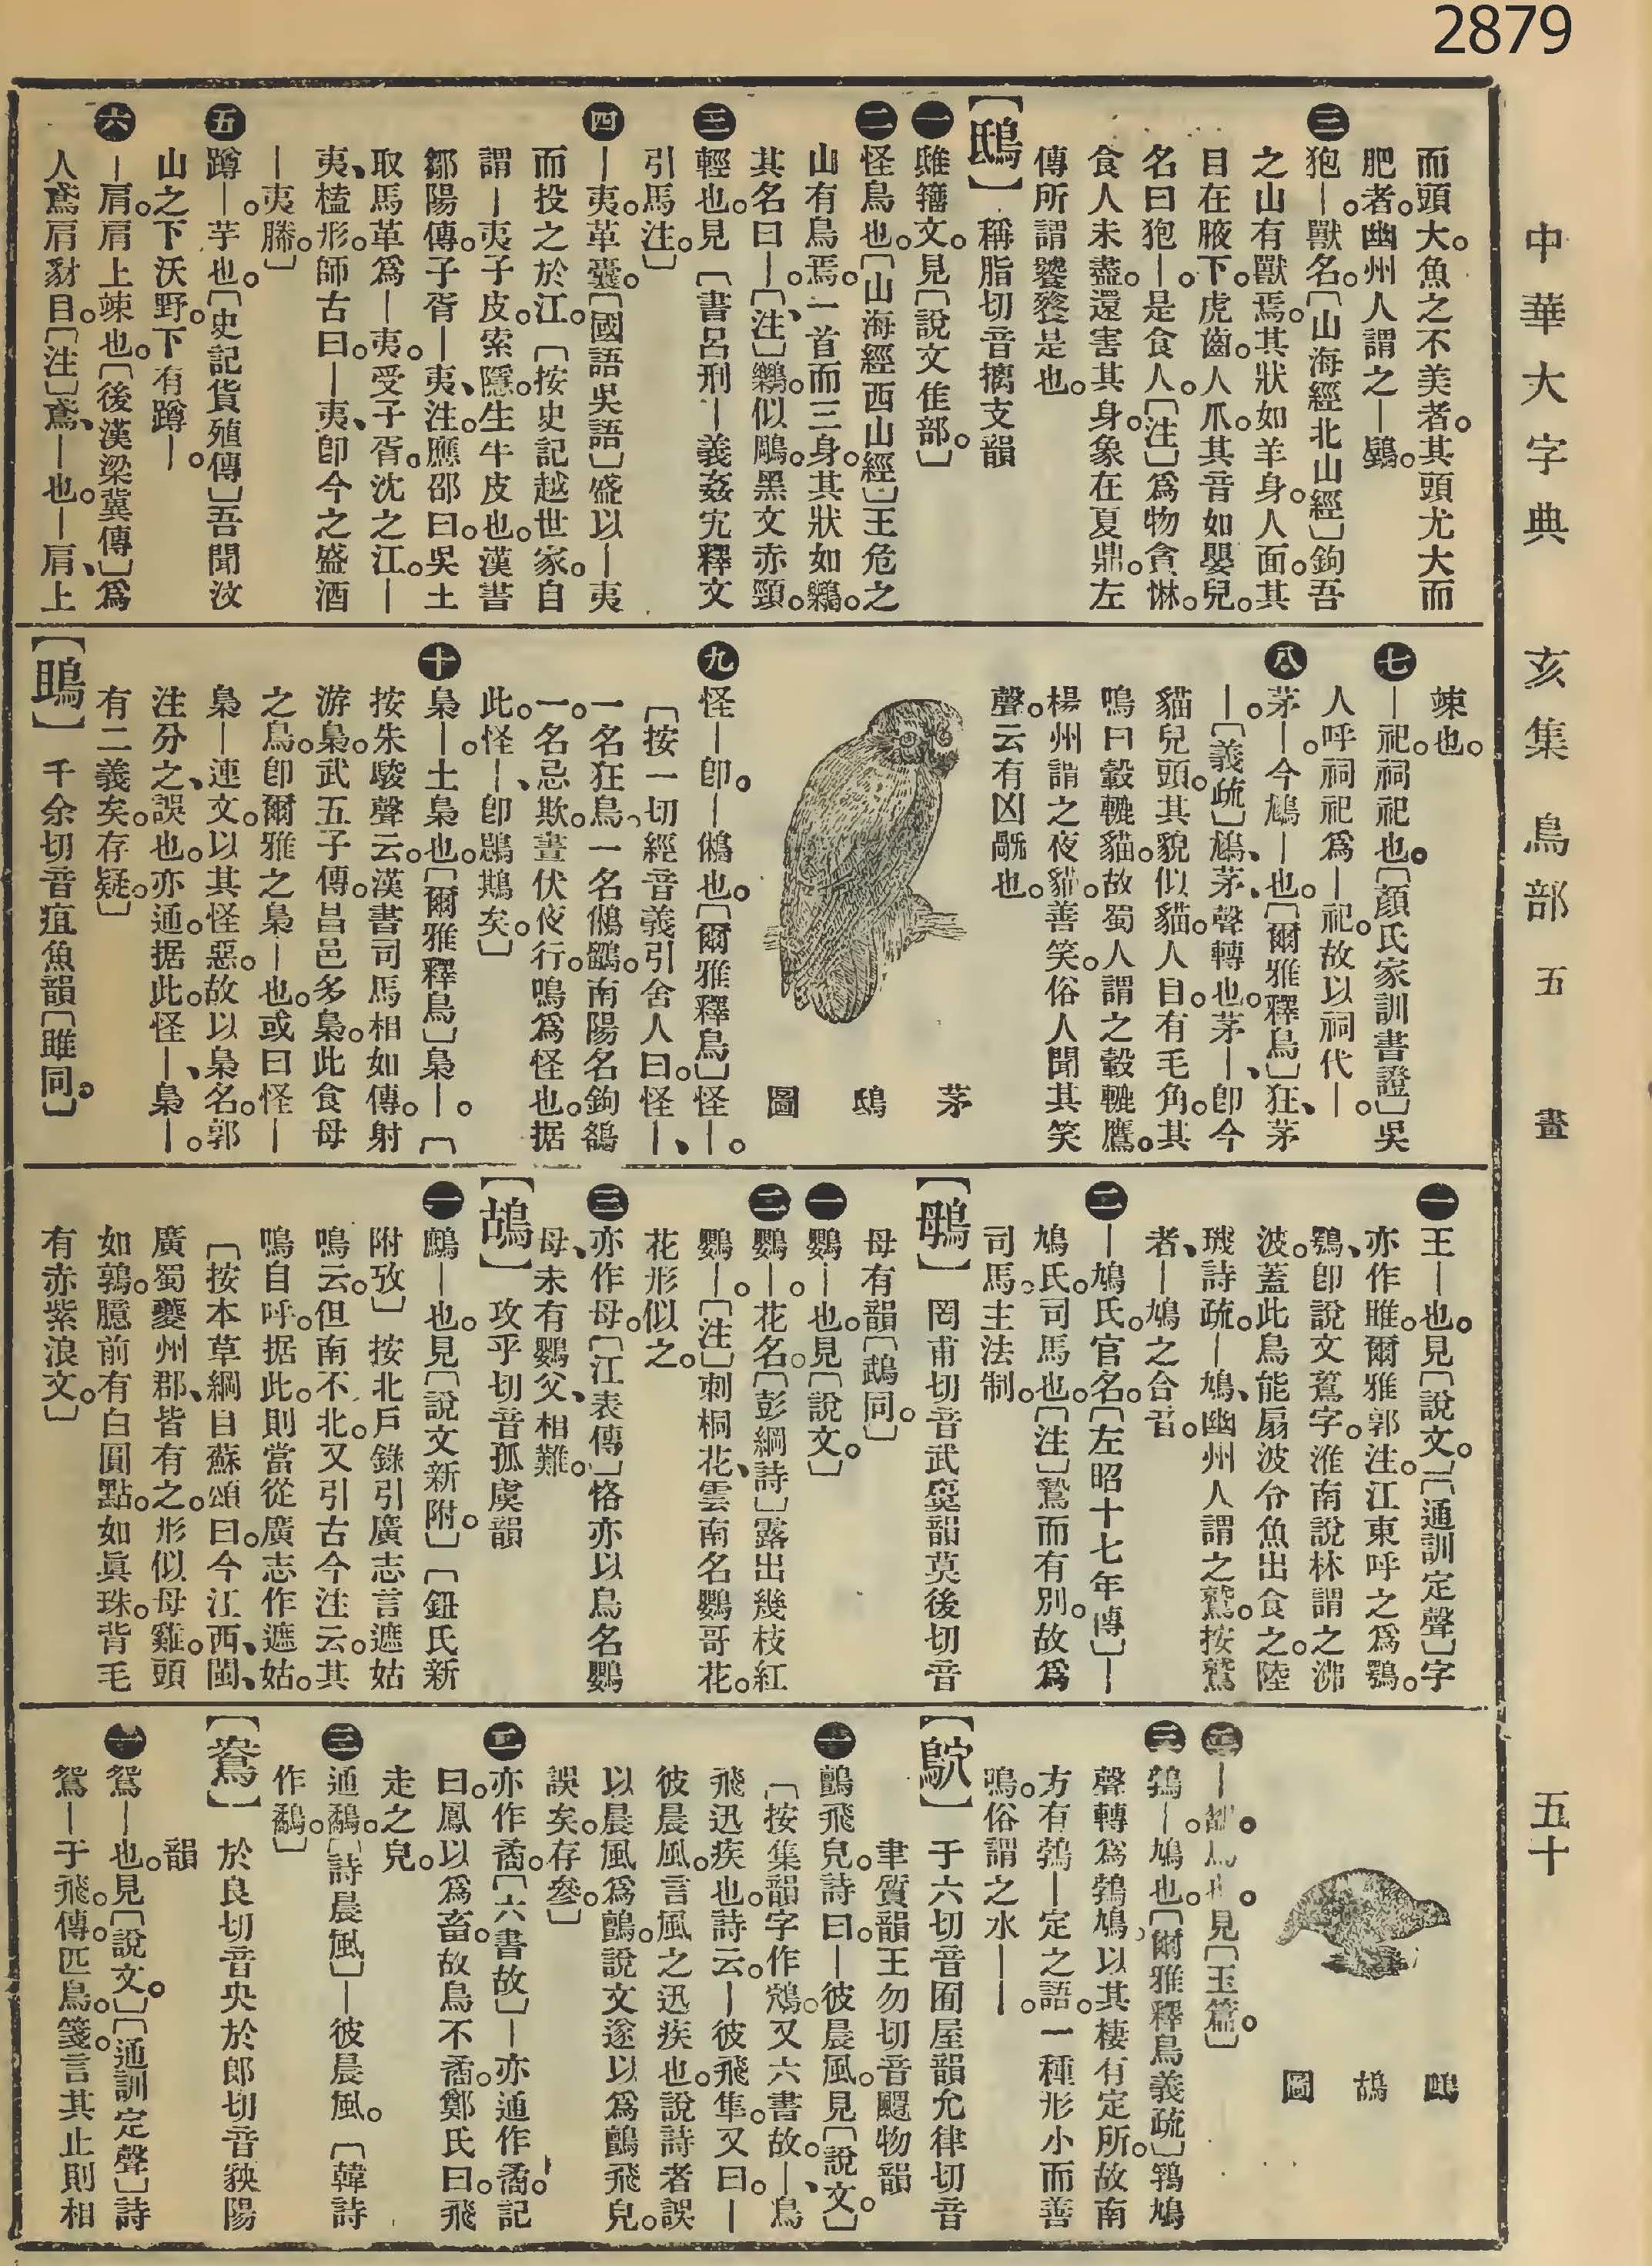 2879
中華大字典　亥集　鳥部　五畫　五十
而頭大。魚之不美者。其頭尤大而
肥者。幽州人謂之―鷃。
三 狍―。獸名。〔山海經北山經〕鉤吾
之山有獸焉。其狀如羊身。人面。其
目在腋下。虎齒。人爪。其音如嬰兒。
名曰狍―。是食人。〔注〕爲物貪惏。
食人未盡。還害其身。象在夏鼎。左
傳所謂饕餮是也。
【鴟】　稱脂切音摛支韻
一 雎籀文。見〔說文隹部。〕
二 怪鳥也。〔山海經西山經〕王危之
山有鳥焉。一首而三身。其狀如𪇱。
其名曰―。〔注〕𪇱。似鵰。黑文赤頸。
三 輕也。見〔書呂刑―義姦宄釋文
引馬注。〕
四 ―夷。革囊。〔國語吳語〕盛以―夷
而投之於江。〔按史記越世家。自
謂―夷子皮。索隱。生牛皮也。漢書
鄒陽傳。子胥―夷、注。應邵曰。吳土
取馬革爲―夷。受子胥。沈之江。―
夷、榼形。師古曰。―夷、卽今之盛酒
―夷縢。〕
五 蹲―。芋也。〔史記貨殖傳〕吾聞汶
山之下沃野。下有蹲―。
六 ―肩。肩上竦也。〔後漢梁冀傳〕爲
人鳶肩豺目。〔注〕鳶、―也。―肩、上
竦也。
七 ―祀。祠祀也。〔顏氏家訓書證〕吳
人呼祠祀爲―祀。故以祠代―。
八 茅―。今鵵―也。〔爾雅釋鳥〕狂、茅
―。〔義疏〕鵵、茅、聲轉也。茅―、卽今
貓兒頭。其貌似貓。人目。有毛角。其
鳴曰轂轆貓。故蜀人謂之轂轆鷹。
楊州謂之夜貓。善笑。俗人聞其笑
聲。云有凶𣨼也。
茅鴟圖
九 怪―。卽―鵂也。〔爾雅釋鳥〕怪―。
〔按一切經音義引舍人曰。怪―、
一名狂鳥、一名鵂鶹。南陽名鉤鵅
一。名忌欺。晝伏夜行。鳴爲怪也。据
此。怪―、卽鶹鶀矣。〕
十 梟―。土梟也。〔爾雅釋鳥〕梟―。〔
按朱駿聲云。漢書司馬相如傳。射
游梟。武五子傳。昌邑多梟。此食母
之鳥。卽爾雅之梟―也。或曰怪―
梟―連文。以其怪惡。故以梟名。郭
注分之、誤也。亦通。据此。怪―、梟―。
有二義矣。存疑。〕
【鴡】　千余切音疽魚韻〔雎同。〕
一 王―也。見〔說文。〕〔通訓定聲〕字
亦作雎。爾雅郭注。江東呼之爲鶚。
鶚、卽說文𪀝字。淮南說林謂之沸
波。蓋此鳥能扇波令魚出食之。陸
璣詩疏。―鳩、幽州人謂之鷲。按鷲
者、―鳩之合音。
二 ―鳩氏。官名。〔左昭十七年傳〕―
鳩氏。司馬也。〔注〕鷙而有別。故爲
司馬。主法制。
【鴾】　罔甫切音武麌韻莫後切音
母有韻〔鵡同。〕
一 鸚―也。見〔說文。〕
二 鸚―。花名。〔彭綱詩〕露出幾枝紅
鸚―。〔注〕刺桐花、雲南名鸚哥花。
花形似之。
三 亦作母。〔江表傳〕恪亦以鳥名鸚
母、未有鸚父、相難。
【鴣】　攻乎切音孤虞韻
一 鷓―也。見〔說文新附。〕〔鈕氏新
附攷〕按北戶錄引廣志言遮姑
鳴云。但南不北。又引古今注云。其
鳴自呼。据此。則當從廣志作遮姑。
〔按本草綱目蘇頌曰。今江西、閩、
廣蜀夔州郡、皆有之。形似母雞。頭
如鶉。臆前有白圓點。如眞珠。背毛
有赤紫浪文。〕
鷓鴣圖
見〔玉篇。〕
三 鶉―。鳩也。〔爾雅釋鳥義疏〕鶉鳩
聲轉爲鶉鳩、以其棲有定所。故南
方有鶉―定之語。一種形小而善
鳴。俗謂之水――。
【鴥】　于六切音囿屋韻允律切音
聿質韻王勿切音颶物韻
一 鸇飛皃。詩曰。―彼晨風。見〔說文。〕
〔按集韻字作鴪。又六書故。―、鳥
飛迅疾也。詩云。―彼飛隼。又曰。―
彼晨風。言風之迅疾也。說詩者誤
以晨風爲鸇。說文遂以爲鸇飛皃。
誤矣。存參。〕
二 亦作矞。〔六書故〕―亦通作矞。記
曰。鳳以爲畜。故鳥不矞。鄭氏曰。飛
走之皃。
三 通鷸。〔詩晨風〕―彼晨風。〔韓詩
作鷸。〕
【鴦】　於良切音央於郎切音鉠陽
韻
一 鴛―也。見〔說文。〕〔通訓定聲〕詩
鴛―于飛。傳。匹鳥。箋。言其止則相